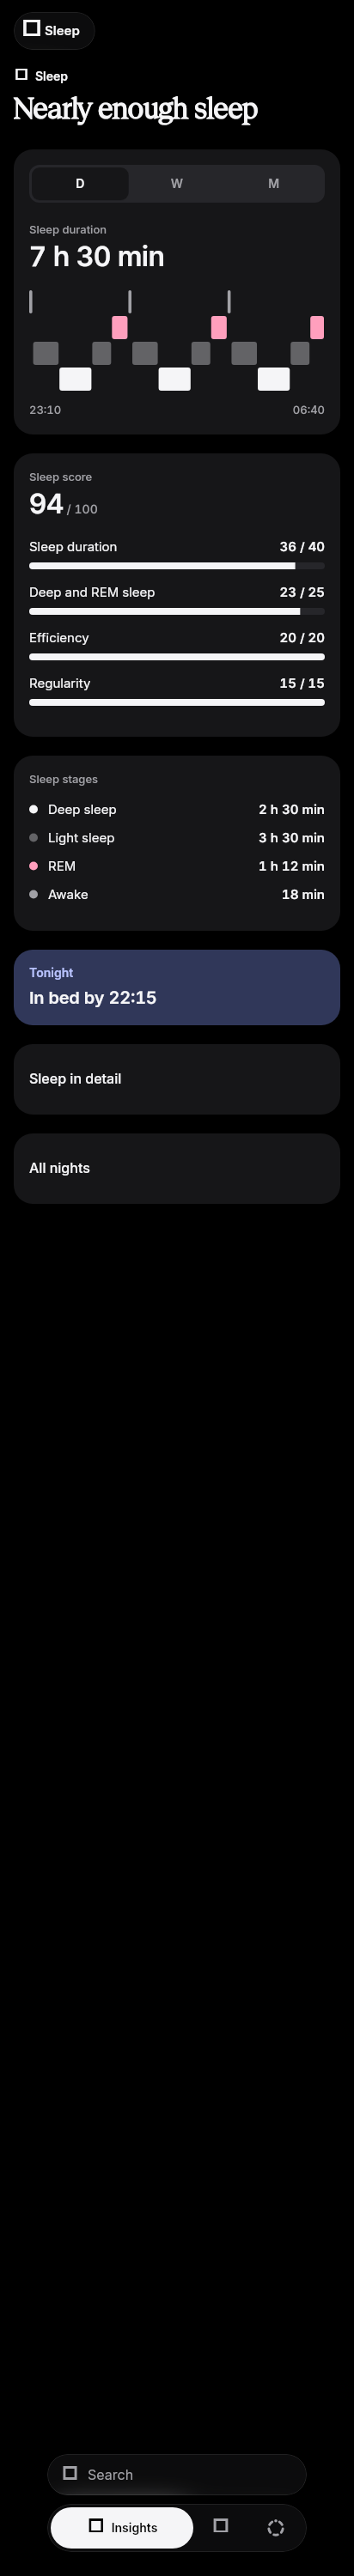 Sleep
Sleep
Nearly enough sleep
D W M
Sleep duration
7 h 30 min
23:10 06:40
Sleep score
94 / 100
Sleep duration 36 / 40
Deep and REM sleep 23 / 25
Efficiency 20 / 20
Regularity 15 / 15
Sleep stages
Deep sleep 2 h 30 min
Light sleep 3 h 30 min
REM 1 h 12 min
Awake 18 min
Tonight
In bed by 22:15
Sleep in detail
All nights
Search
Insights